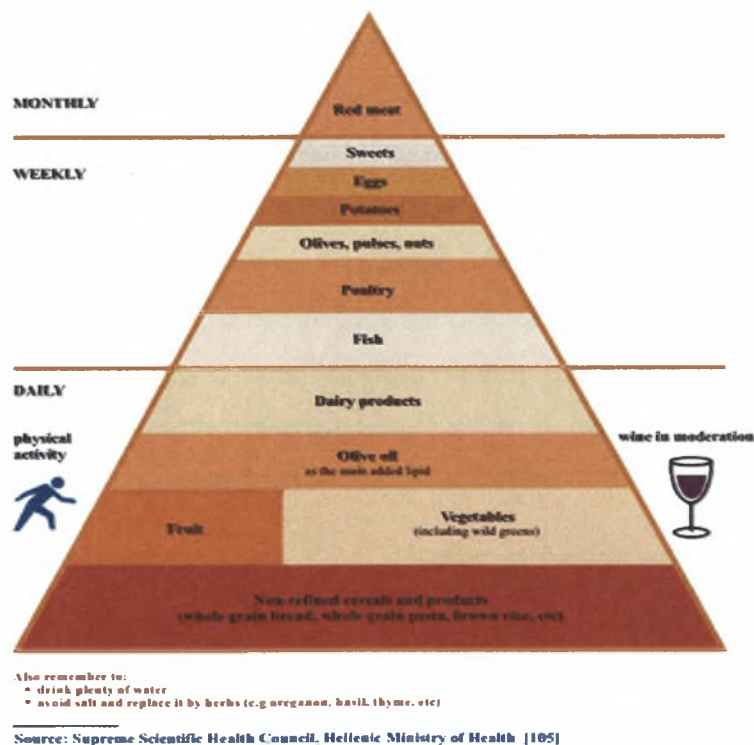 MONTHLY
Red meat
WEEKLY
Sweets
Eggs
Potatoes
Olives, pulses, nuts
Poultry
Fish
DAILY
Dairy products
physical
activity
wine in moderation
Olive oil
as the main added lipid
Fruit
Vegetables
(including wild greens)
Non-refined cereals and products
(whole-grain bread, whole-grain pasta, brown rice, etc)
Also remember to:
• drink plenty of water
• avoid salt and replace it by herbs (e.g oreganon, basil, thyme, etc)
Source: Supreme Scientific Health Council, Hellenic Ministry of Health [105]